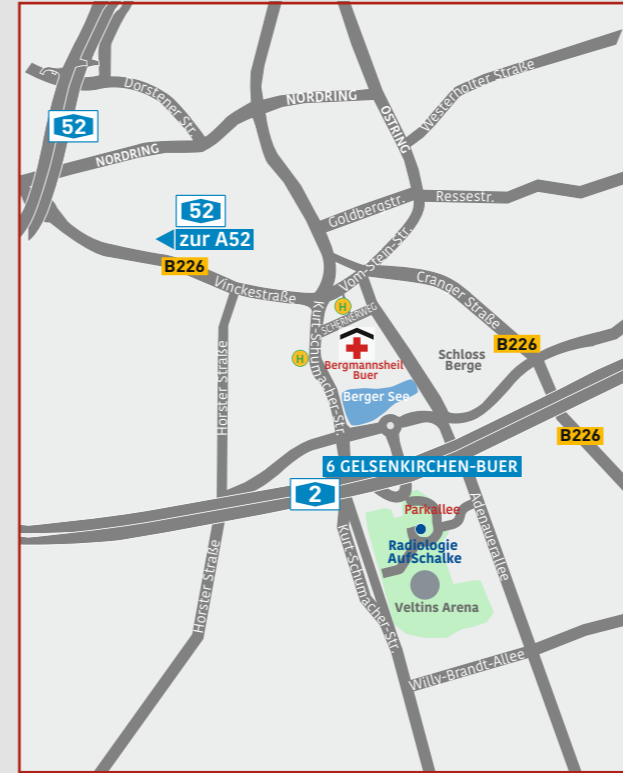 NORDRING
Westerholter Straße
Dorstener Str.
OSTRING
52
NORDRING
Goldbergstr.
Ressestr.
52
zur A52
Vom-Stein-Str.
B226
Vinckestraße
Cranger Straße
H
SCHERNERWEG
Kurt-Schumacher-Str.
B226
H
Bergmannsheil
Buer
Schloss
Berge
Horster Straße
Berger See
B226
6 GELSENKIRCHEN-BUER
2
Parkallee
Adenauerallee
Radiologie
AufSchalke
Kurt-Schumacher-Str.
Horster Straße
Veltins Arena
Willy-Brandt-Allee